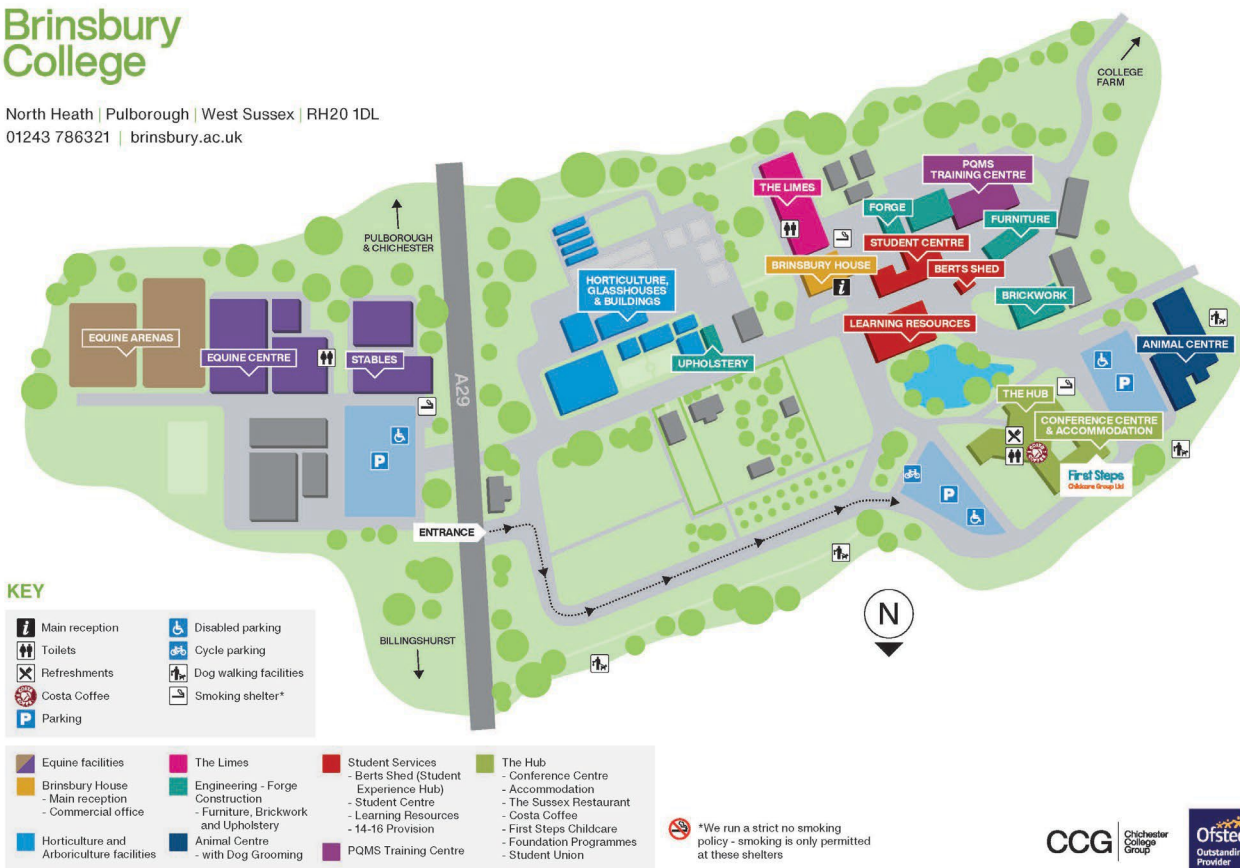 Brinsbury
College
North Heath | Pulborough | West Sussex | RH20 1DL
01243 786321 | brinsbury.ac.uk
COLLEGE
FARM
PULBOROUGH
& CHICHESTER
THE LIMES
PQMS
TRAINING CENTRE
FORGE
FURNITURE
STUDENT CENTRE
BRINSBURY HOUSE
i
BERTS SHED
HORTICULTURE,
GLASSHOUSES
& BUILDINGS
BRICKWORK
LEARNING RESOURCES
EQUINE ARENAS
EQUINE CENTRE
STABLES
UPHOLSTERY
ANIMAL CENTRE
A29
P
THE HUB
CONFERENCE CENTRE
& ACCOMMODATION
COSTA COFFEE
First Steps
Childcare Group Ltd
P
P
ENTRANCE
N
BILLINGSHURST
KEY
i Main reception
Toilets
Refreshments
COSTA COFFEE Costa Coffee
P Parking
Disabled parking
Cycle parking
Dog walking facilities
Smoking shelter*
Equine facilities
Brinsbury House
- Main reception
- Commercial office
Horticulture and
Arboriculture facilities
The Limes
Engineering - Forge
Construction
- Furniture, Brickwork
and Upholstery
Animal Centre
- with Dog Grooming
Student Services
- Berts Shed (Student
Experience Hub)
- Student Centre
- Learning Resources
- 14-16 Provision
PQMS Training Centre
The Hub
- Conference Centre
- Accommodation
- The Sussex Restaurant
- Costa Coffee
- First Steps Childcare
- Foundation Programmes
- Student Union
*We run a strict no smoking
policy - smoking is only permitted
at these shelters
CCG | Chichester
College
Group
Ofsted
Outstanding
Provider